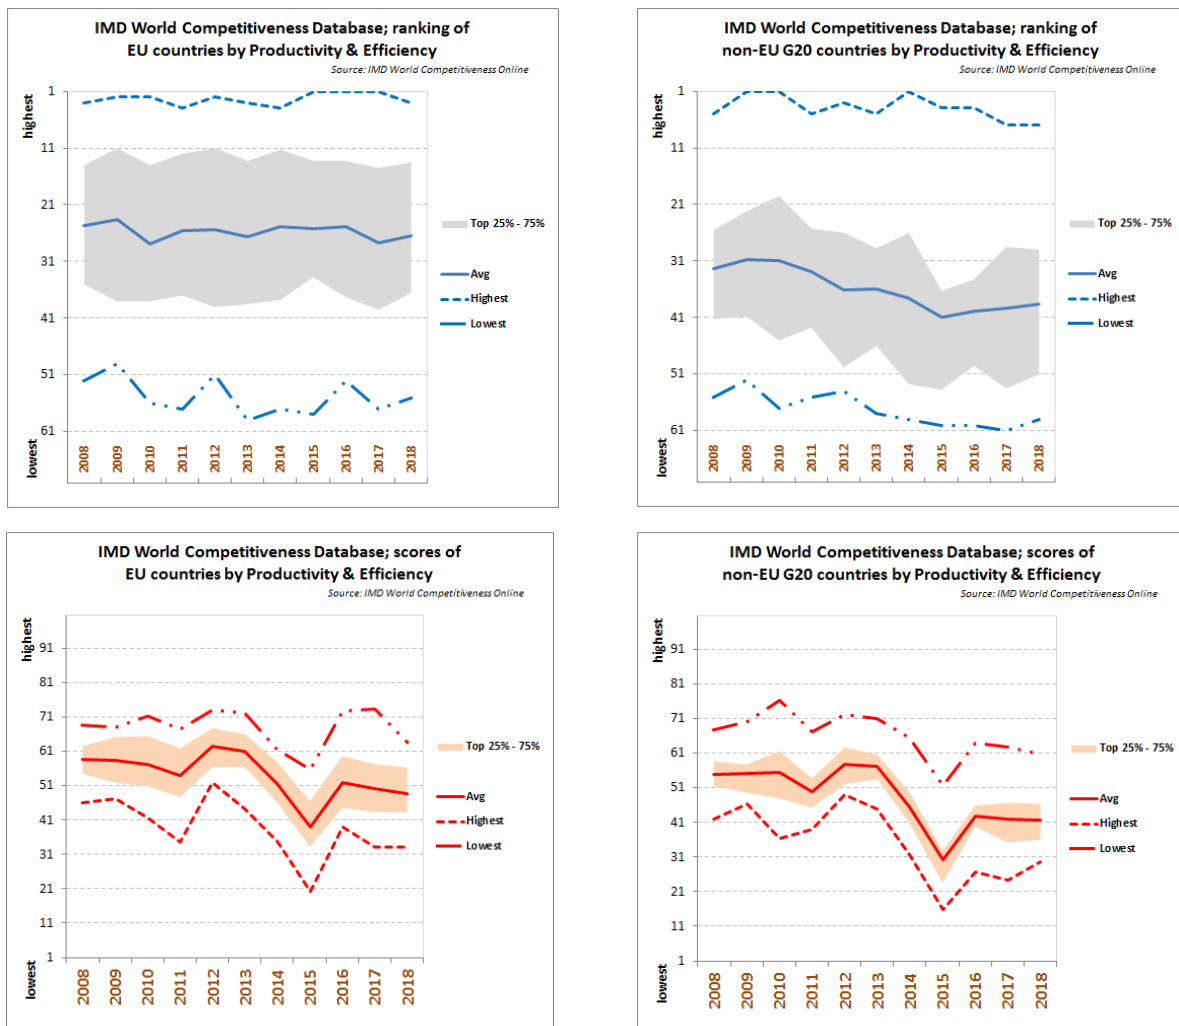 IMD World Competitiveness Database; ranking of
EU countries by Productivity & Efficiency
Source: IMD World Competitiveness Online
highest
1
11
21
31
41
51
61
lowest
2008
2009
2010
2011
2012
2013
2014
2015
2016
2017
2018
Top 25% - 75%
Avg
Highest
Lowest
IMD World Competitiveness Database; ranking of
non-EU G20 countries by Productivity & Efficiency
Source: IMD World Competitiveness Online
highest
1
11
21
31
41
51
61
lowest
2008
2009
2010
2011
2012
2013
2014
2015
2016
2017
2018
Top 25% - 75%
Avg
Highest
Lowest
IMD World Competitiveness Database; scores of
EU countries by Productivity & Efficiency
Source: IMD World Competitiveness Online
highest
91
81
71
61
51
41
31
21
11
1
lowest
2008
2009
2010
2011
2012
2013
2014
2015
2016
2017
2018
Top 25% - 75%
Avg
Highest
Lowest
IMD World Competitiveness Database; scores of
non-EU G20 countries by Productivity & Efficiency
Source: IMD World Competitiveness Online
highest
91
81
71
61
51
41
31
21
11
1
lowest
2008
2009
2010
2011
2012
2013
2014
2015
2016
2017
2018
Top 25% - 75%
Avg
Highest
Lowest